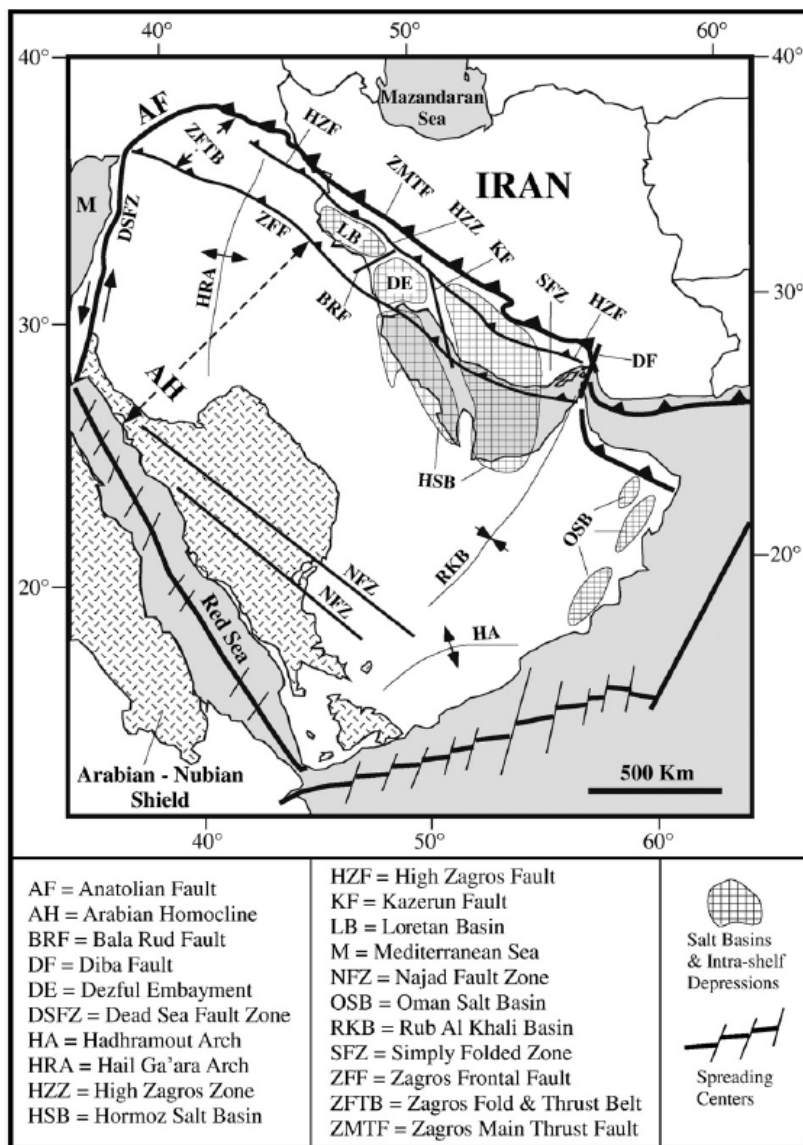 40°
50°
60°
40°
40°
Mazandaran
Sea
AF
ZFTB
HZF
IRAN
ZMTF
M
DSFZ
ZFF
LB
HZZ
KF
HRA
DE
SFZ
BRF
HZF
30°
30°
DF
AH
HSB
OSB
NFZ
RKB
20°
20°
NFZ
Red Sea
HA
Arabian - Nubian
Shield
500 Km
40°
50°
60°
AF = Anatolian Fault
AH = Arabian Homocline
BRF = Bala Rud Fault
DF = Diba Fault
DE = Dezful Embayment
DSFZ = Dead Sea Fault Zone
HA = Hadhramout Arch
HRA = Hail Ga'ara Arch
HZZ = High Zagros Zone
HSB = Hormoz Salt Basin
HZF = High Zagros Fault
KF = Kazerun Fault
LB = Loretan Basin
M = Mediterranean Sea
NFZ = Najad Fault Zone
OSB = Oman Salt Basin
RKB = Rub Al Khali Basin
SFZ = Simply Folded Zone
ZFF = Zagros Frontal Fault
ZFTB = Zagros Fold & Thrust Belt
ZMTF = Zagros Main Thrust Fault
Salt Basins
& Intra-shelf
Depressions
Spreading
Centers